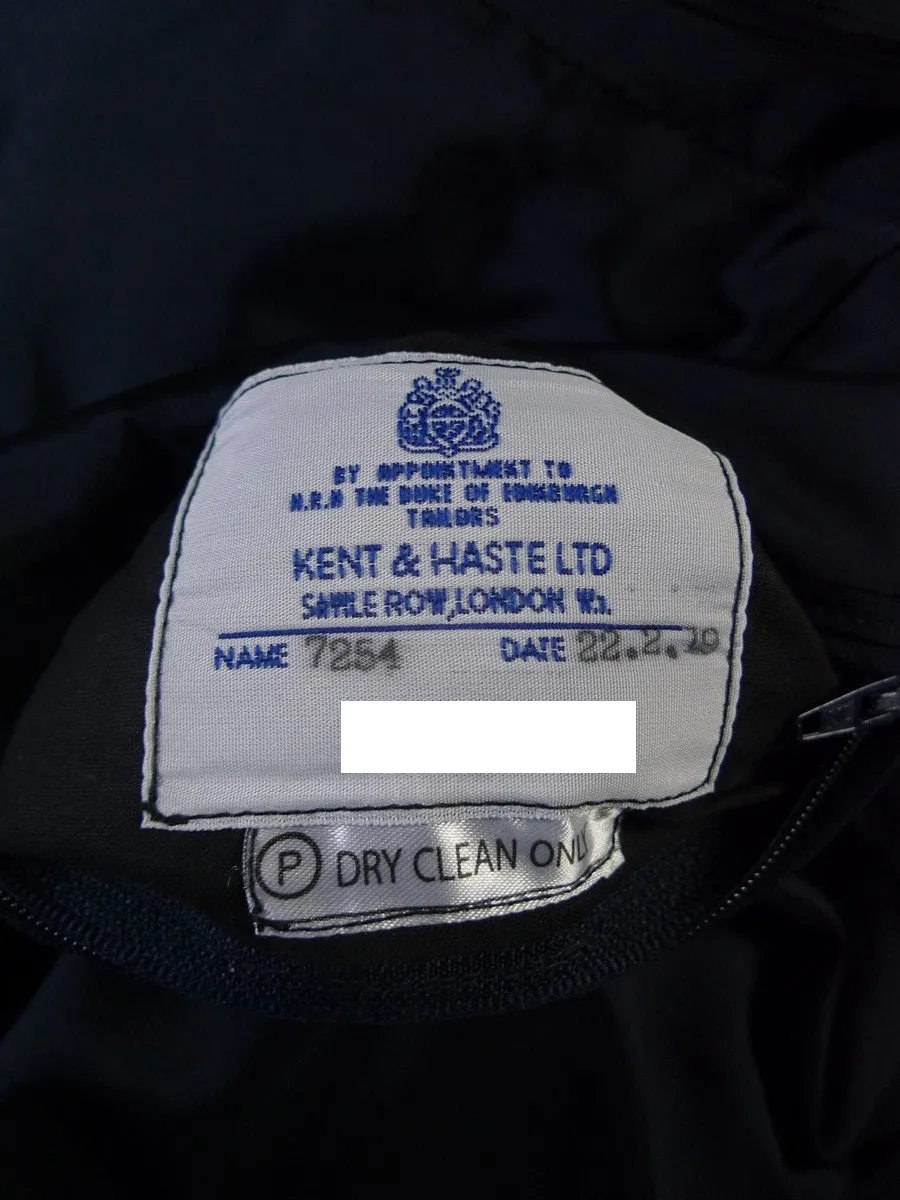 BY APPOINTMENT TO
H.R.H THE DUKE OF EDINBURGH
TAILORS
KENT & HASTE LTD
SAVILE ROW, LONDON W1.
NAME 7254 DATE 22.2.
P DRY CLEAN ONLY